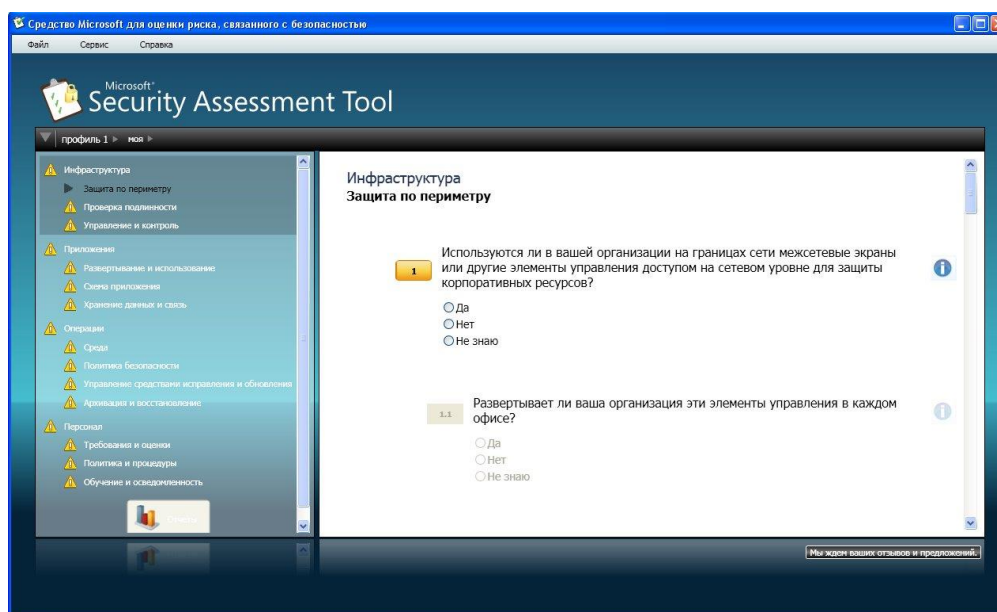 Средство Microsoft для оценки риска, связанного с безопасностью
Файл Сервис Справка
Microsoft®
Security Assessment Tool
профиль 1 моя
Инфраструктура
Защита по периметру
Проверка подлинности
Управление и контроль
Приложения
Развертывание и использование
Схема приложения
Хранение данных и связь
Операции
Среда
Политика безопасности
Управление средствами исправления и обновления
Архивация и восстановление
Персонал
Требования и оценки
Политика и процедуры
Обучение и осведомленность
Инфраструктура
Защита по периметру
1
Используются ли в вашей организации на границах сети межсетевые экраны
или другие элементы управления доступом на сетевом уровне для защиты
корпоративных ресурсов?
Да
Нет
Не знаю
1.1
Развертывает ли ваша организация эти элементы управления в каждом
офисе?
Да
Нет
Не знаю
Мы ждем ваших отзывов и предложений.